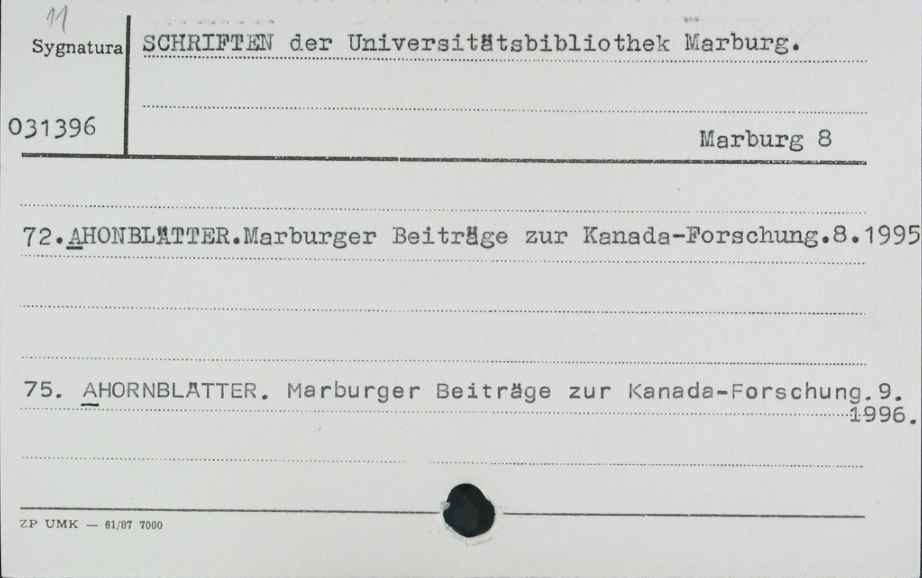 11
Sygnatura
SCHRIFTEN der Universitätsbibliothek Marburg.
031396
Marburg 8
72.AHONBLÄTTER.Marburger Beiträge zur Kanada-Forschung.8.1995
75. AHORNBLÄTTER. Marburger Beiträge zur Kanada-Forschung.9.
1996.
ZP UMK — 61/87 7000